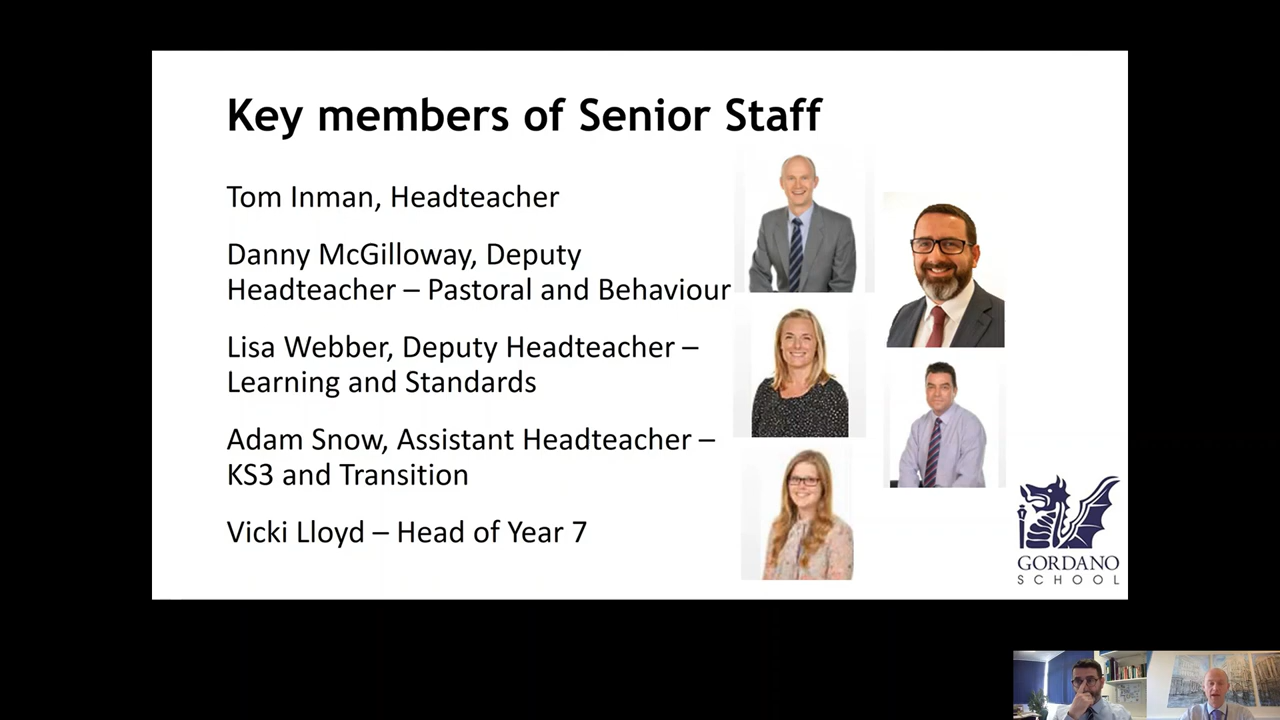 Key members of Senior Staff
Tom Inman, Headteacher
Danny McGilloway, Deputy
Headteacher – Pastoral and Behaviour
Lisa Webber, Deputy Headteacher –
Learning and Standards
Adam Snow, Assistant Headteacher –
KS3 and Transition
Vicki Lloyd – Head of Year 7
GORDANO
SCHOOL